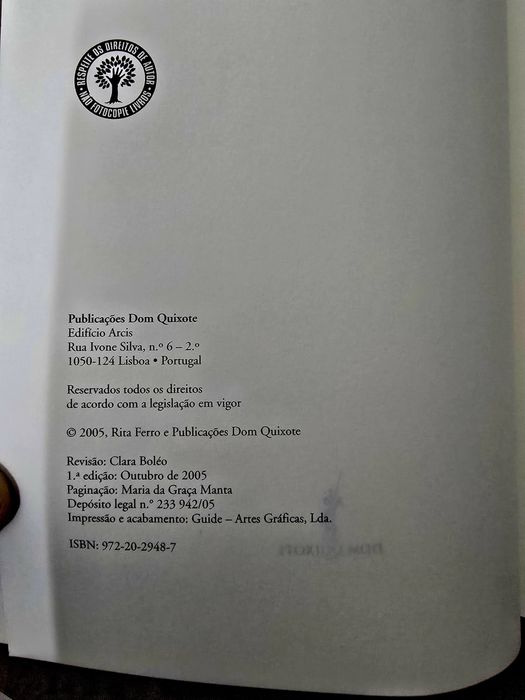 RESPEITE OS DIREITOS DE AUTOR
NÃO FOTOCOPIE LIVROS
Publicações Dom Quixote
Edifício Arcis
Rua Ivone Silva, n.º 6 – 2.º
1050-124 Lisboa • Portugal
Reservados todos os direitos
de acordo com a legislação em vigor
© 2005, Rita Ferro e Publicações Dom Quixote
Revisão: Clara Boléo
1.ª edição: Outubro de 2005
Paginação: Maria da Graça Manta
Depósito legal n.° 233 942/05
Impressão e acabamento: Guide – Artes Gráficas, Lda.
ISBN: 972-20-2948-7
DOM QUIXOTE